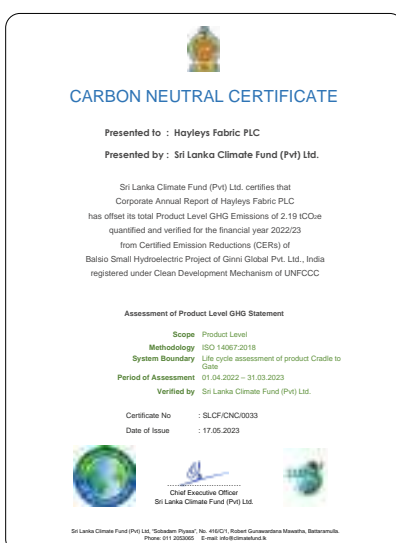 CARBON NEUTRAL CERTIFICATE
Presented to : Hayleys Fabric PLC
Presented by : Sri Lanka Climate Fund (Pvt) Ltd.
Sri Lanka Climate Fund (Pvt) Ltd. certifies that
Corporate Annual Report of Hayleys Fabric PLC
has offset its total Product Level GHG Emissions of 2.19 tCO₂e
quantified and verified for the financial year 2022/23
from Certified Emission Reductions (CERs) of
Balsio Small Hydroelectric Project of Ginni Global Pvt. Ltd., India
registered under Clean Development Mechanism of UNFCCC
Assessment of Product Level GHG Statement
Scope Product Level
Methodology ISO 14067:2018
System Boundary Life cycle assessment of product Cradle to
Gate
Period of Assessment 01.04.2022 – 31.03.2023
Verified by Sri Lanka Climate Fund (Pvt) Ltd.
Certificate No : SLCF/CNC/0033
Date of Issue : 17.05.2023
Chief Executive Officer
Sri Lanka Climate Fund (Pvt) Ltd.
Sri Lanka Climate Fund (Pvt) Ltd, "Sobadam Piyasa", No. 416/C/1, Robert Gunawardana Mawatha, Battaramulla.
Phone: 011 2053065 E-mail: info@climatefund.lk